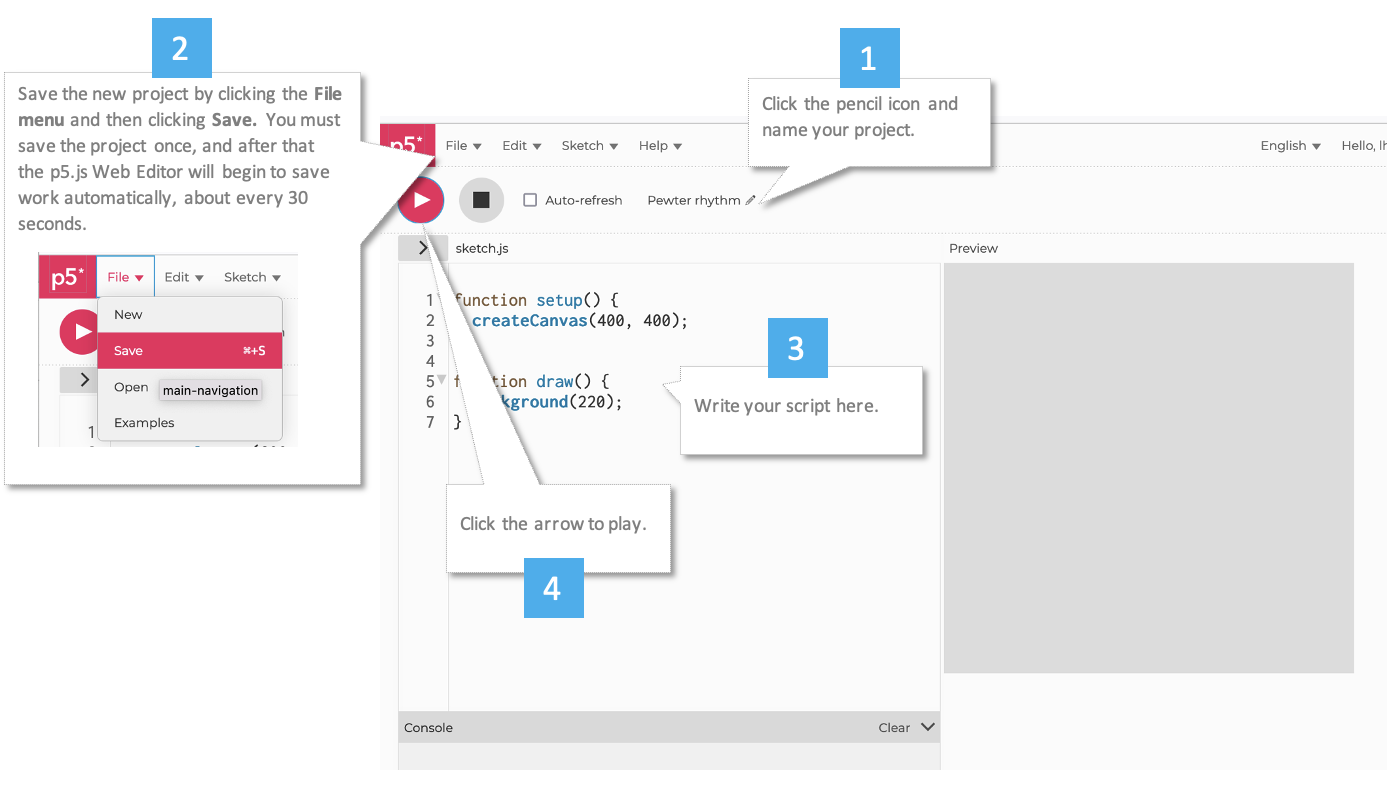 2
Save the new project by clicking the File
menu and then clicking Save. You must
save the project once, and after that
the p5.js Web Editor will begin to save
work automatically, about every 30
seconds.
p5* File Edit Sketch
New
Save ⌘+S
Open main-navigation
Examples
1
1
Click the pencil icon and
name your project.
p5* File Edit Sketch Help English Hello,
Auto-refresh Pewter rhythm
> sketch.js Preview
1 function setup() {
2 createCanvas(400, 400);
3
4
5 draw() {
6 (220);
7 }
3
Write your script here.
Click the arrow to play.
4
Console Clear